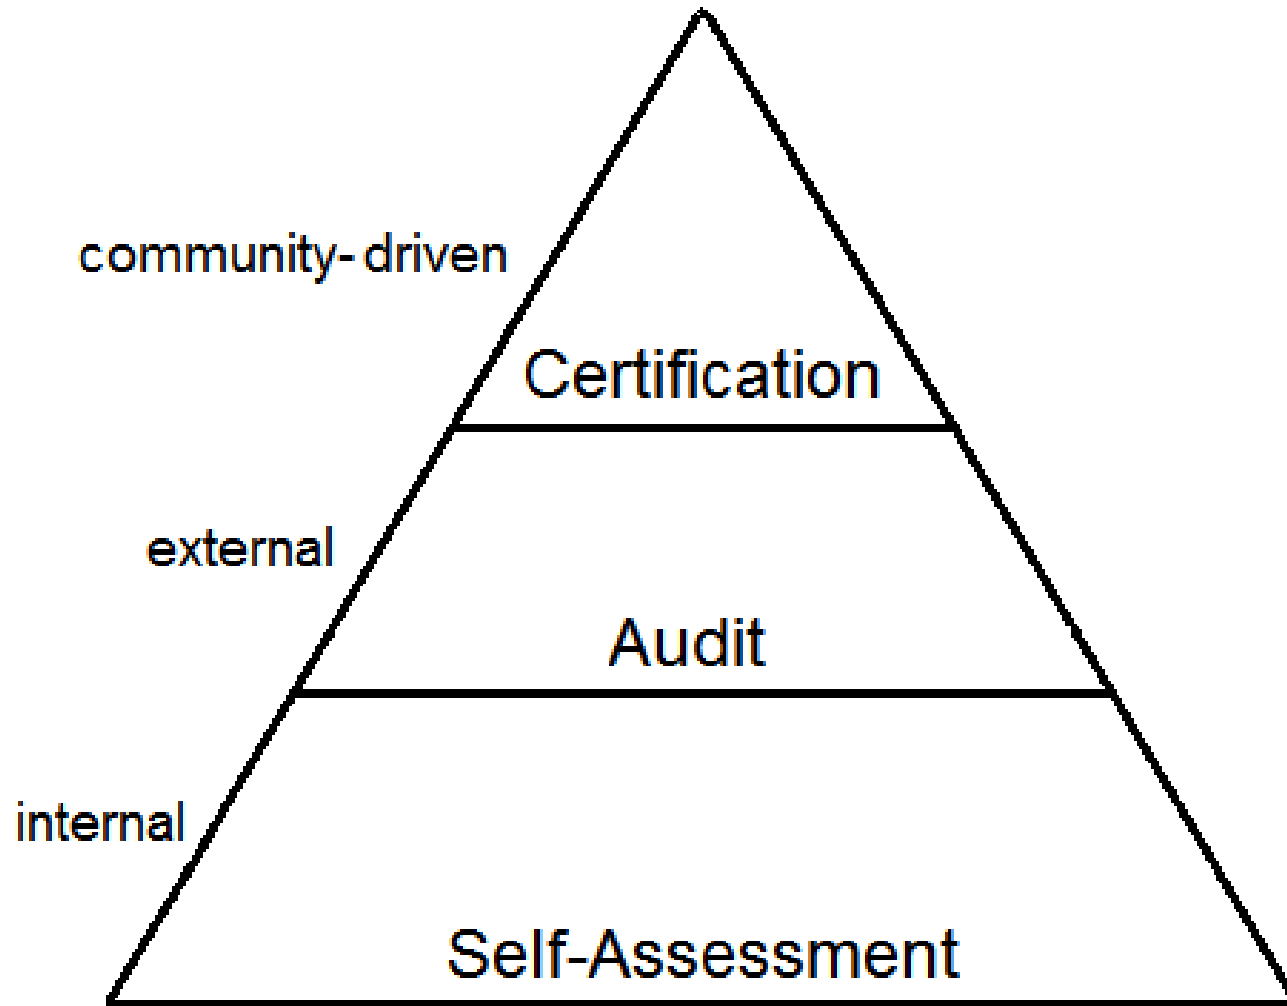 community-driven
Certification
external
Audit
internal
Self-Assessment